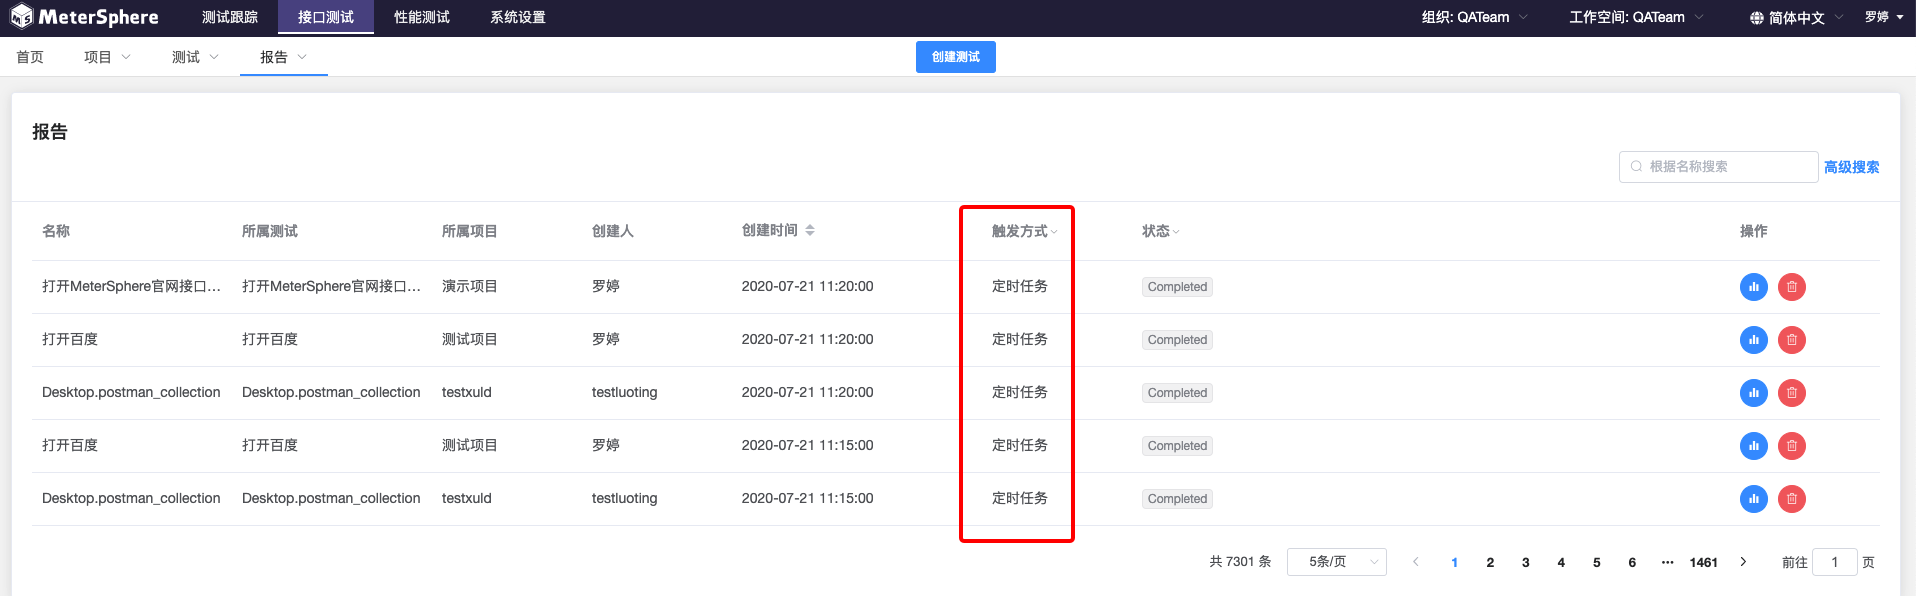 MeterSphere 测试跟踪 接口测试 性能测试 系统设置 组织: QATeam 工作空间: QATeam 简体中文 罗婷
首页 项目 测试 报告 创建测试
报告
根据名称搜索 高级搜索
名称 所属测试 所属项目 创建人 创建时间 触发方式 状态 操作
打开MeterSphere官网接口... 打开MeterSphere官网接口... 演示项目 罗婷 2020-07-21 11:20:00 定时任务 Completed
打开百度 打开百度 测试项目 罗婷 2020-07-21 11:20:00 定时任务 Completed
Desktop.postman_collection Desktop.postman_collection testxuld testluoting 2020-07-21 11:20:00 定时任务 Completed
打开百度 打开百度 测试项目 罗婷 2020-07-21 11:15:00 定时任务 Completed
Desktop.postman_collection Desktop.postman_collection testxuld testluoting 2020-07-21 11:15:00 定时任务 Completed
共 7301 条 5条/页 1 2 3 4 5 6 ... 1461 前往 1 页